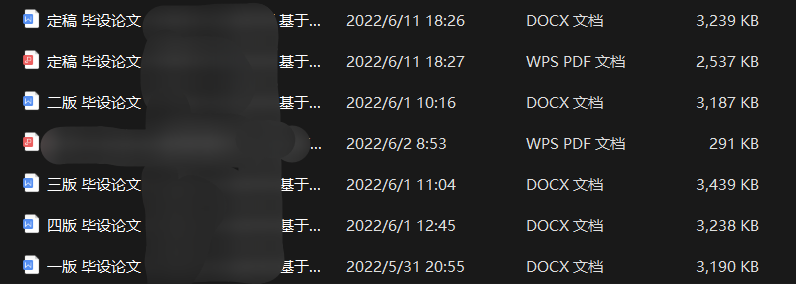 定稿 毕设论文 基于... 2022/6/11 18:26 DOCX 文档 3,239 KB
定稿 毕设论文 基于... 2022/6/11 18:27 WPS PDF 文档 2,537 KB
二版 毕设论文 基于... 2022/6/1 10:16 DOCX 文档 3,187 KB
... 2022/6/2 8:53 WPS PDF 文档 291 KB
三版 毕设论文 基于... 2022/6/1 11:04 DOCX 文档 3,439 KB
四版 毕设论文 基于... 2022/6/1 12:45 DOCX 文档 3,238 KB
一版 毕设论文 基于... 2022/5/31 20:55 DOCX 文档 3,190 KB